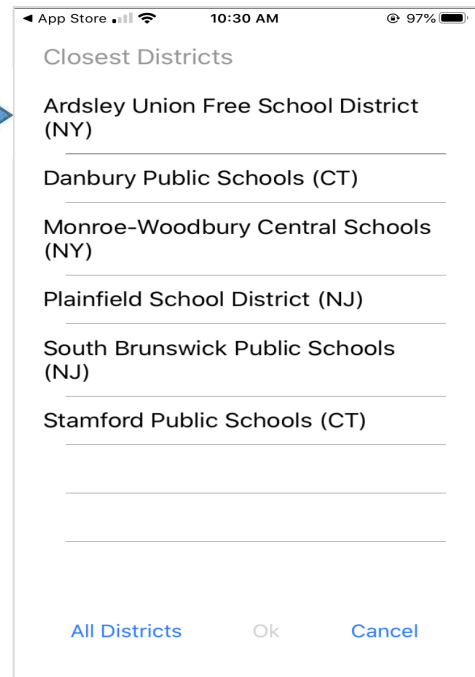 App Store 10:30 AM 97%
Closest Districts
Ardsley Union Free School District
(NY)
Danbury Public Schools (CT)
Monroe-Woodbury Central Schools
(NY)
Plainfield School District (NJ)
South Brunswick Public Schools
(NJ)
Stamford Public Schools (CT)
All Districts Ok Cancel